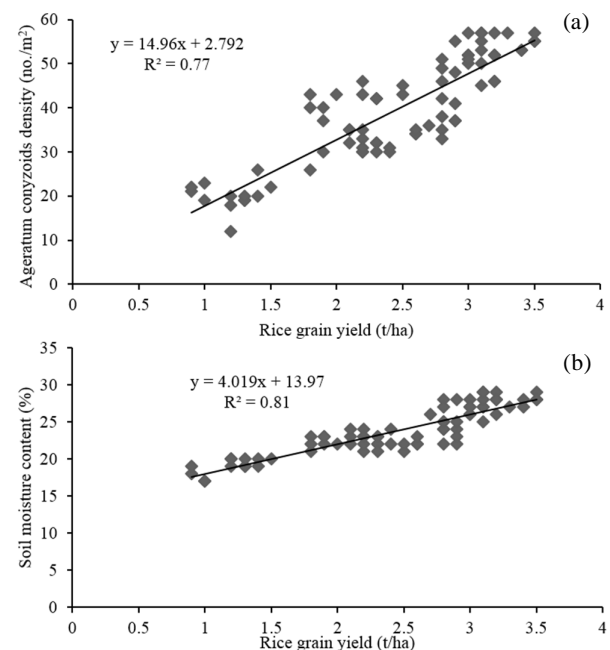 (a)
y = 14.96x + 2.792
R² = 0.77
Ageratum conyzoids density (no./m²)
60
50
40
30
20
10
0
0 0.5 1 1.5 2 2.5 3 3.5 4
Rice grain yield (t/ha)
(b)
y = 4.019x + 13.97
R² = 0.81
Soil moisture content (%)
35
30
25
20
15
10
5
0
0 0.5 1 1.5 2 2.5 3 3.5 4
Rice grain yield (t/ha)